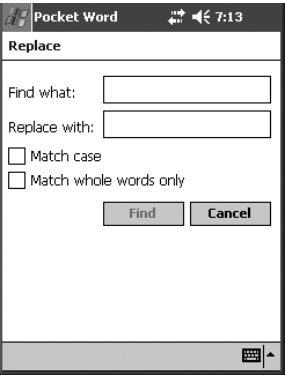 Pocket Word 7:13
Replace
Find what:
Replace with:
Match case
Match whole words only
Find Cancel